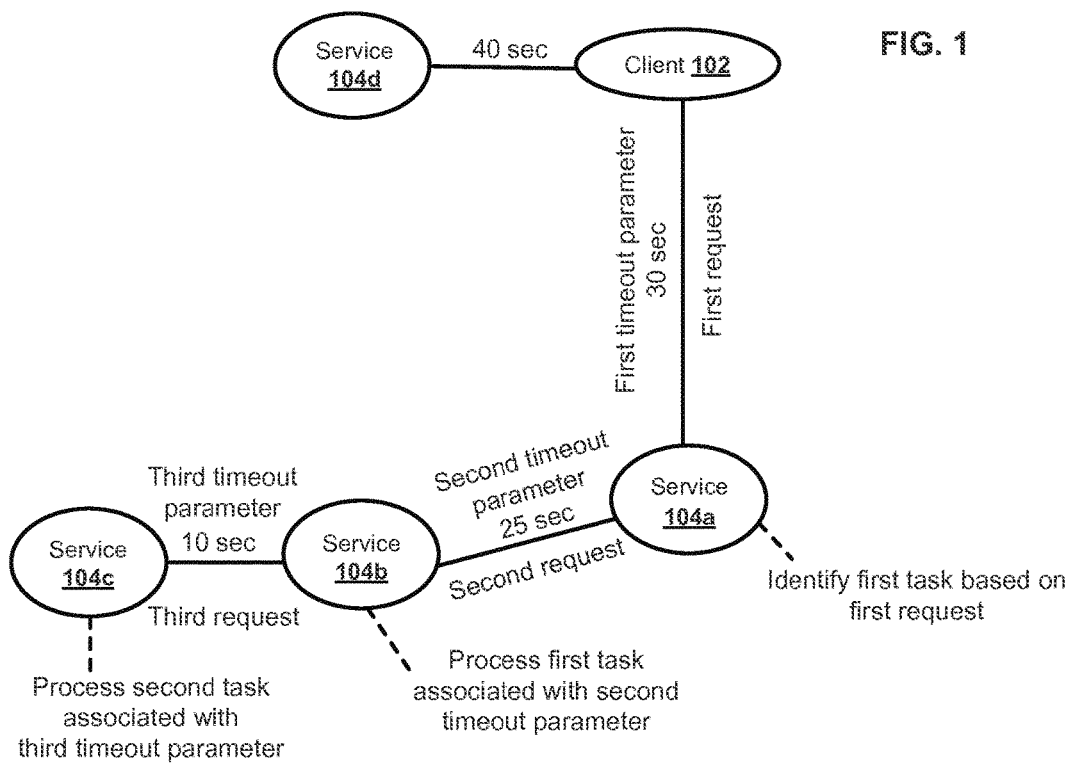 FIG. 1
Service
104d
40 sec
Client 102
First timeout parameter
30 sec
First request
Service
104a
Identify first task based on
first request
Second timeout
parameter
25 sec
Second request
Service
104b
Process first task
associated with second
timeout parameter
Third timeout
parameter
10 sec
Third request
Service
104c
Process second task
associated with
third timeout parameter